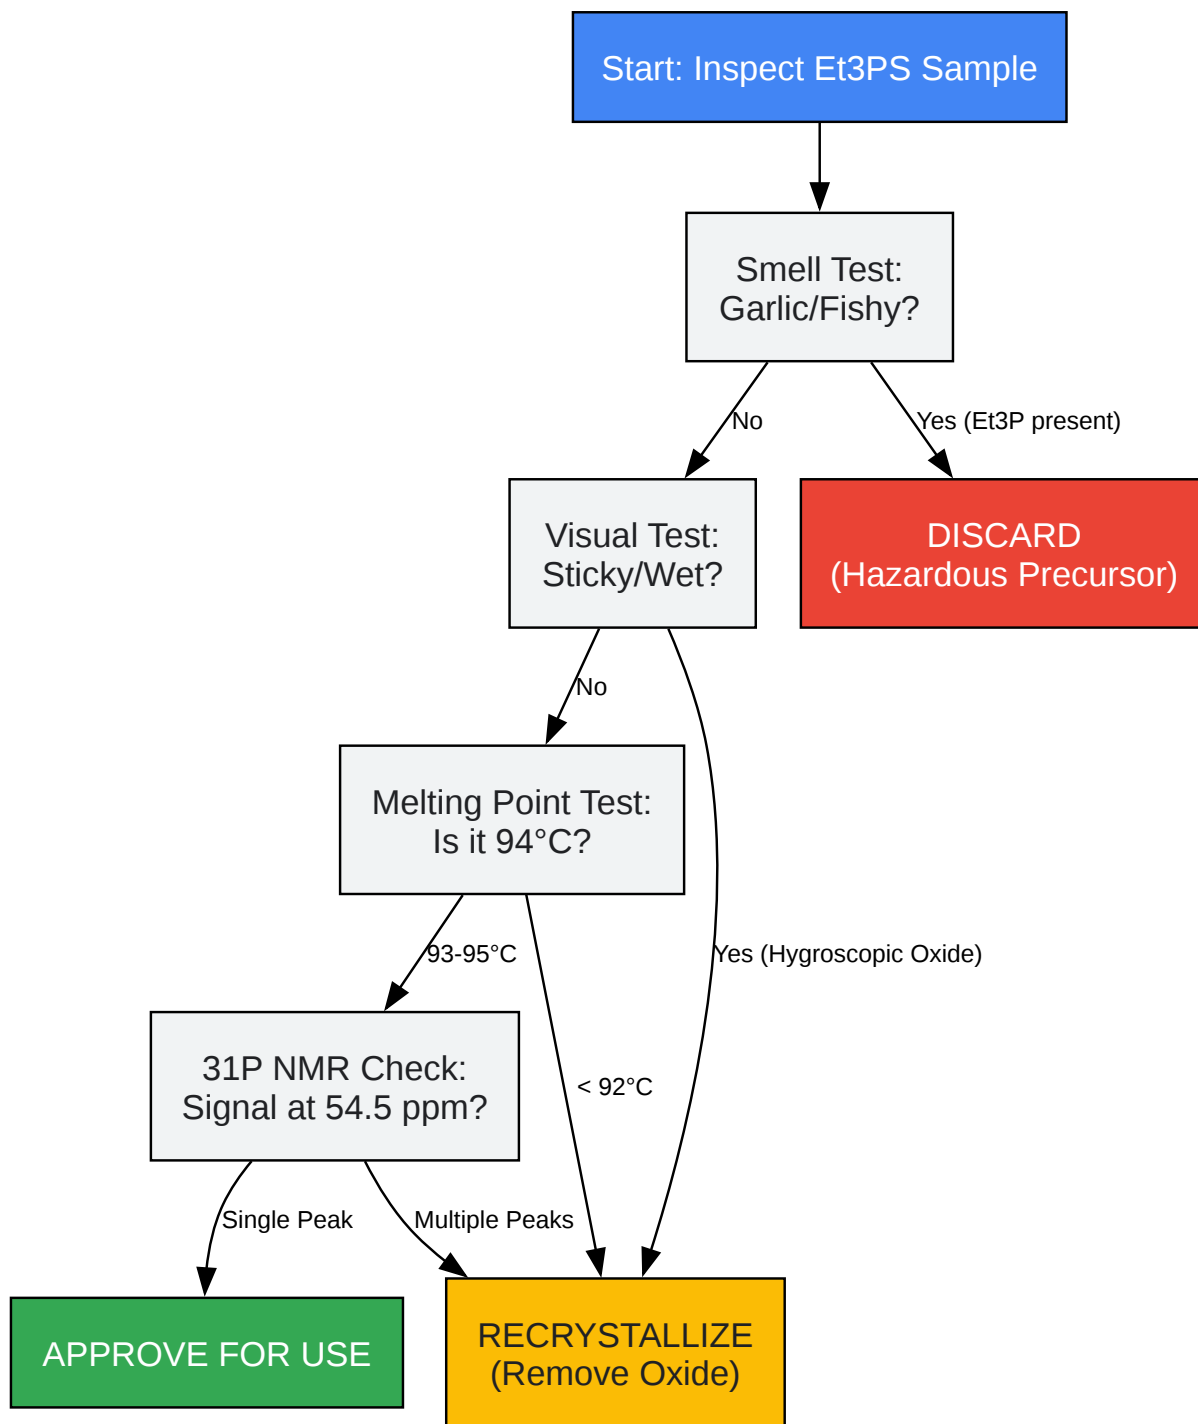 Start: Inspect Et3PS Sample
Smell Test:
Garlic/Fishy?
No
Yes (Et3P present)
Visual Test:
Sticky/Wet?
DISCARD
(Hazardous Precursor)
No
Melting Point Test:
Is it 94°C?
93-95°C
Yes (Hygroscopic Oxide)
31P NMR Check:
Signal at 54.5 ppm?
< 92°C
Single Peak
Multiple Peaks
APPROVE FOR USE
RECRYSTALLIZE
(Remove Oxide)